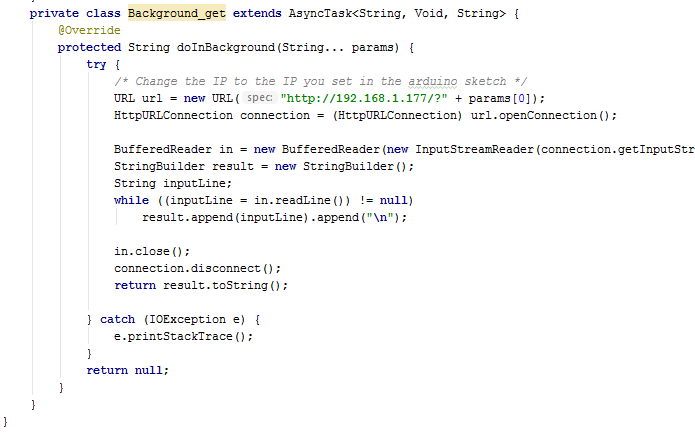 private class Background_get extends AsyncTask<String, Void, String> {
@Override
protected String doInBackground(String... params) {
try {
/* Change the IP to the IP you set in the arduino sketch */
URL url = new URL( spec: "http://192.168.1.177/?" + params[0]);
HttpURLConnection connection = (HttpURLConnection) url.openConnection();
BufferedReader in = new BufferedReader(new InputStreamReader(connection.getInputStr
StringBuilder result = new StringBuilder();
String inputLine;
while ((inputLine = in.readLine()) != null)
result.append(inputLine).append("\n");
in.close();
connection.disconnect();
return result.toString();
} catch (IOException e) {
e.printStackTrace();
}
return null;
}
}
}